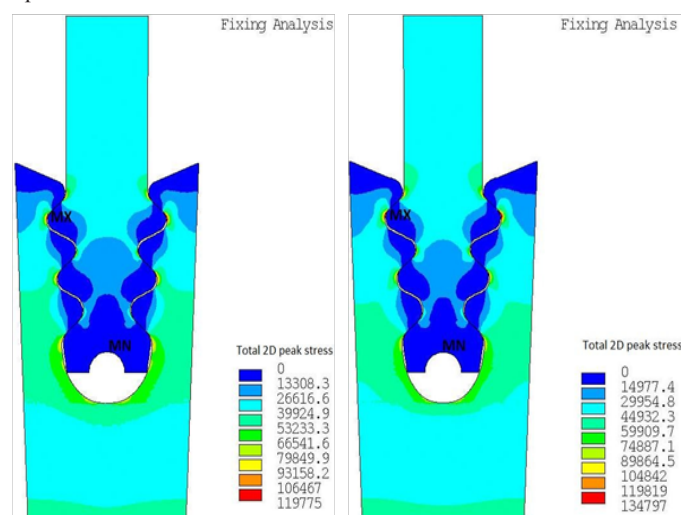 Fixing Analysis
MX
MN
Total 2D peak stress
0
13308.3
26616.6
39924.9
53233.3
66541.6
79849.9
93158.2
106467
119775
Fixing Analysis
MX
MN
Total 2D peak stress
0
14977.4
29954.8
44932.3
59909.7
74887.1
89864.5
104842
119819
134797